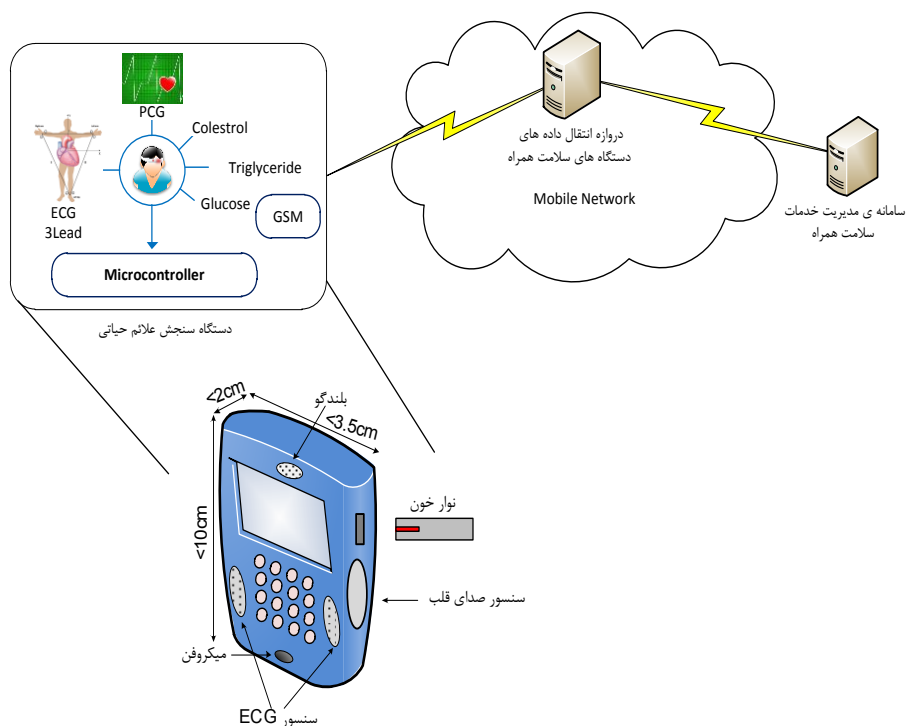 PCG
Colestrol
Triglyceride
Glucose
ECG
3Lead
GSM
Microcontroller
دستگاه سنجش علائم حیاتی
دروازه انتقال داده های
دستگاه های سلامت همراه
Mobile Network
سامانه ی مدیریت خدمات
سلامت همراه
<2cm
بلندگو
<3.5cm
<10cm
نوار خون
سنسور صدای قلب
میکروفن
سنسور ECG